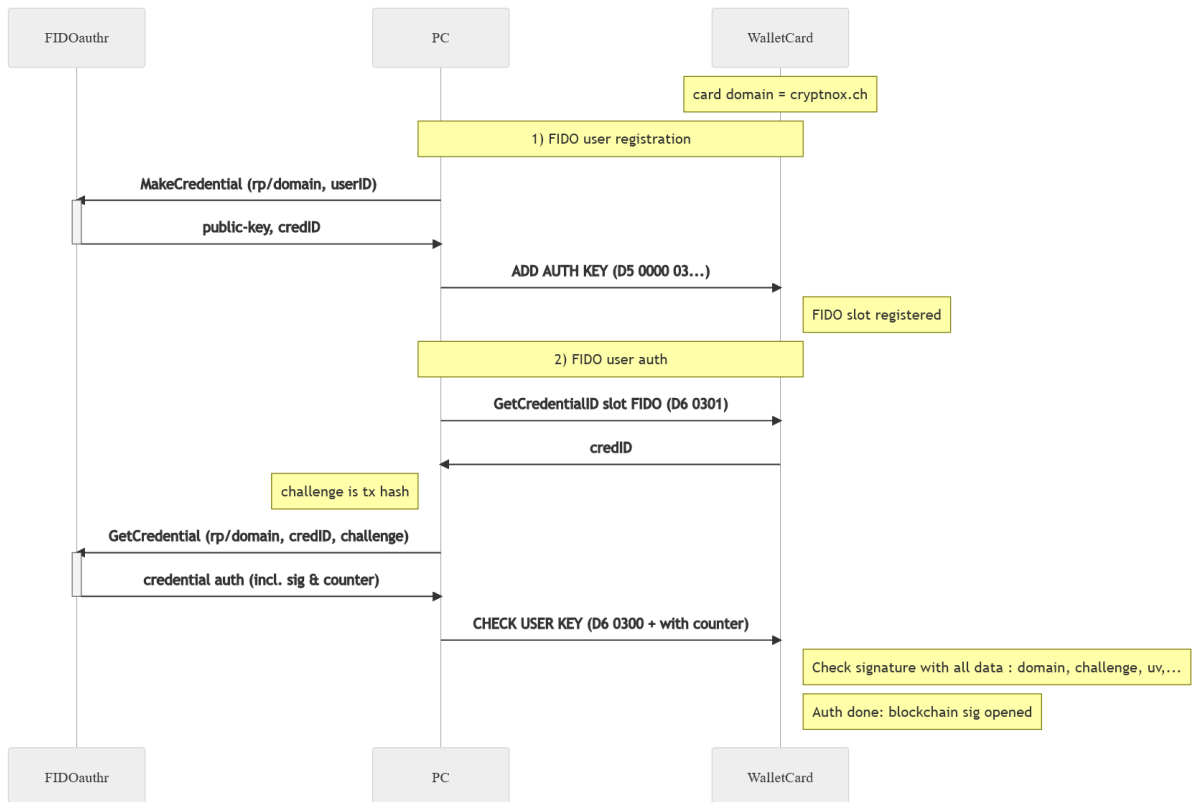 FIDOauthr
PC
WalletCard
card domain = cryptnox.ch
1) FIDO user registration
MakeCredential (rp/domain, userID)
public-key, credID
ADD AUTH KEY (D5 0000 03...)
FIDO slot registered
2) FIDO user auth
GetCredentialID slot FIDO (D6 0301)
credID
challenge is tx hash
GetCredential (rp/domain, credID, challenge)
credential auth (incl. sig & counter)
CHECK USER KEY (D6 0300 + with counter)
Check signature with all data : domain, challenge, uv,...
Auth done: blockchain sig opened
FIDOauthr
PC
WalletCard